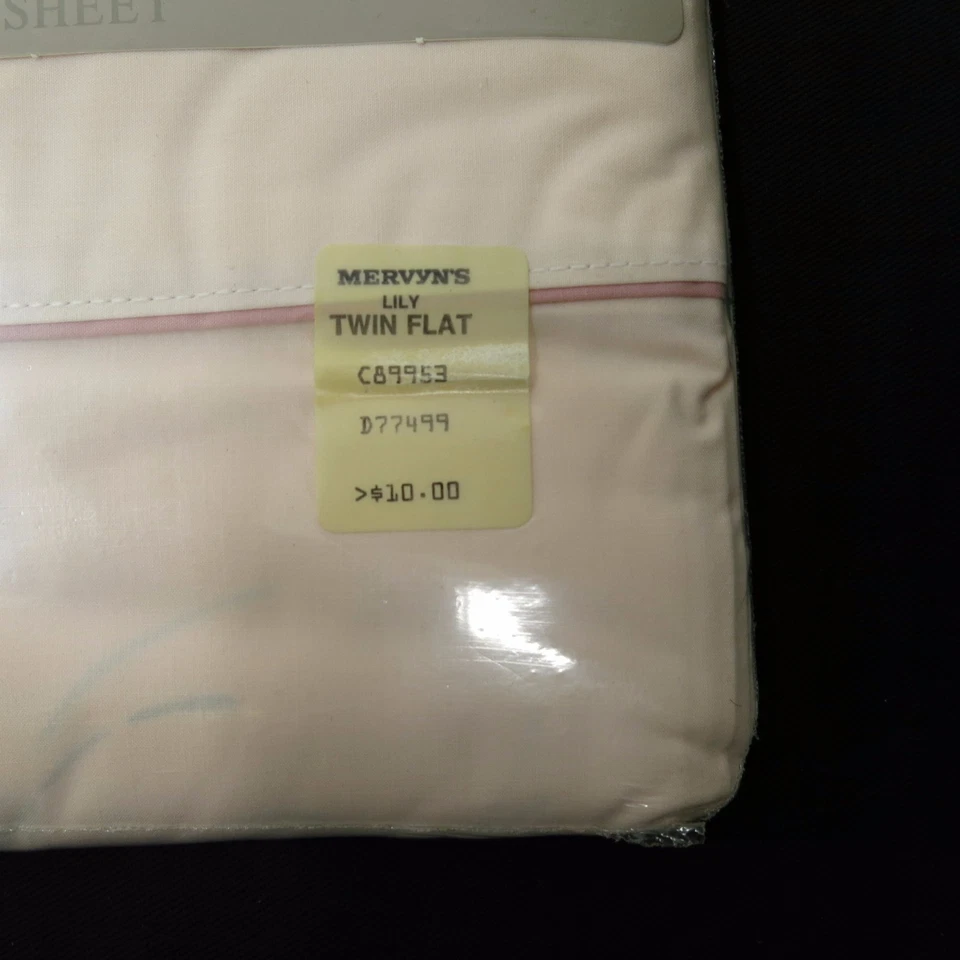 SHEET
MERVYN'S
LILY
TWIN FLAT
C89953
D77499
>$10.00